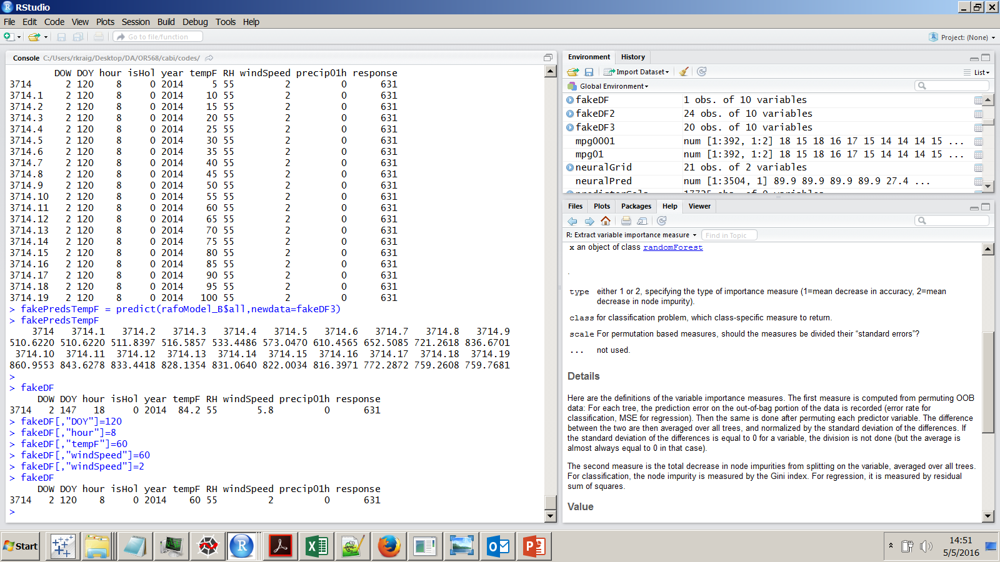 RStudio
File Edit Code View Plots Session Build Debug Tools Help
Go to file/function
Project: (None)
Console C:/Users/rkraig/Desktop/DA/OR568/cabi/codes/
DOW DOY hour isHol year tempF RH windSpeed precip01h response
3714 2 120 8 0 2014 5 55 2 0 631
3714.1 2 120 8 0 2014 10 55 2 0 631
3714.2 2 120 8 0 2014 15 55 2 0 631
3714.3 2 120 8 0 2014 20 55 2 0 631
3714.4 2 120 8 0 2014 25 55 2 0 631
3714.5 2 120 8 0 2014 30 55 2 0 631
3714.6 2 120 8 0 2014 35 55 2 0 631
3714.7 2 120 8 0 2014 40 55 2 0 631
3714.8 2 120 8 0 2014 45 55 2 0 631
3714.9 2 120 8 0 2014 50 55 2 0 631
3714.10 2 120 8 0 2014 55 55 2 0 631
3714.11 2 120 8 0 2014 60 55 2 0 631
3714.12 2 120 8 0 2014 65 55 2 0 631
3714.13 2 120 8 0 2014 70 55 2 0 631
3714.14 2 120 8 0 2014 75 55 2 0 631
3714.15 2 120 8 0 2014 80 55 2 0 631
3714.16 2 120 8 0 2014 85 55 2 0 631
3714.17 2 120 8 0 2014 90 55 2 0 631
3714.18 2 120 8 0 2014 95 55 2 0 631
3714.19 2 120 8 0 2014 100 55 2 0 631
> fakePredsTempF = predict(rafoModel_B$all,newdata=fakeDF3)
> fakePredsTempF
3714 3714.1 3714.2 3714.3 3714.4 3714.5 3714.6 3714.7 3714.8 3714.9
510.6220 510.6220 511.8397 516.5857 533.4486 573.0470 610.4565 652.5085 721.2618 836.6701
3714.10 3714.11 3714.12 3714.13 3714.14 3714.15 3714.16 3714.17 3714.18 3714.19
860.9553 843.6278 833.4418 828.1354 831.0640 822.0034 816.3971 772.2872 759.2608 759.7681
>
> fakeDF
DOW DOY hour isHol year tempF RH windSpeed precip01h response
3714 2 147 18 0 2014 84.2 55 5.8 0 631
> fakeDF[,"DOY"]=120
> fakeDF[,"hour"]=8
> fakeDF[,"tempF"]=60
> fakeDF[,"windSpeed"]=60
> fakeDF[,"windSpeed"]=2
> fakeDF
DOW DOY hour isHol year tempF RH windSpeed precip01h response
3714 2 120 8 0 2014 60 55 2 0 631
>
Environment History
Import Dataset List
Global Environment
fakeDF 1 obs. of 10 variables
fakeDF2 24 obs. of 10 variables
fakeDF3 20 obs. of 10 variables
mpg0001 num [1:392, 1:2] 18 15 18 16 17 15 14 14 14 15 ...
mpg01 num [1:392, 1:2] 18 15 18 16 17 15 14 14 14 15 ...
neuralGrid 21 obs. of 2 variables
neuralPred num [1:3504, 1] 89.9 89.9 89.9 89.9 27.4 ...
Files Plots Packages Help Viewer
R: Extract variable importance measure Find in Topic
x an object of class randomForest
.
type either 1 or 2, specifying the type of importance measure (1=mean decrease in accuracy, 2=mean
decrease in node impurity).
class for classification problem, which class-specific measure to return.
scale For permutation based measures, should the measures be divided their “standard errors”?
... not used.
Details
Here are the definitions of the variable importance measures. The first measure is computed from permuting OOB
data: For each tree, the prediction error on the out-of-bag portion of the data is recorded (error rate for
classification, MSE for regression). Then the same is done after permuting each predictor variable. The difference
between the two are then averaged over all trees, and normalized by the standard deviation of the differences. If
the standard deviation of the differences is equal to 0 for a variable, the division is not done (but the average is
almost always equal to 0 in that case).
The second measure is the total decrease in node impurities from splitting on the variable, averaged over all trees.
For classification, the node impurity is measured by the Gini index. For regression, it is measured by residual
sum of squares.
Value
Start
14:51
5/5/2016